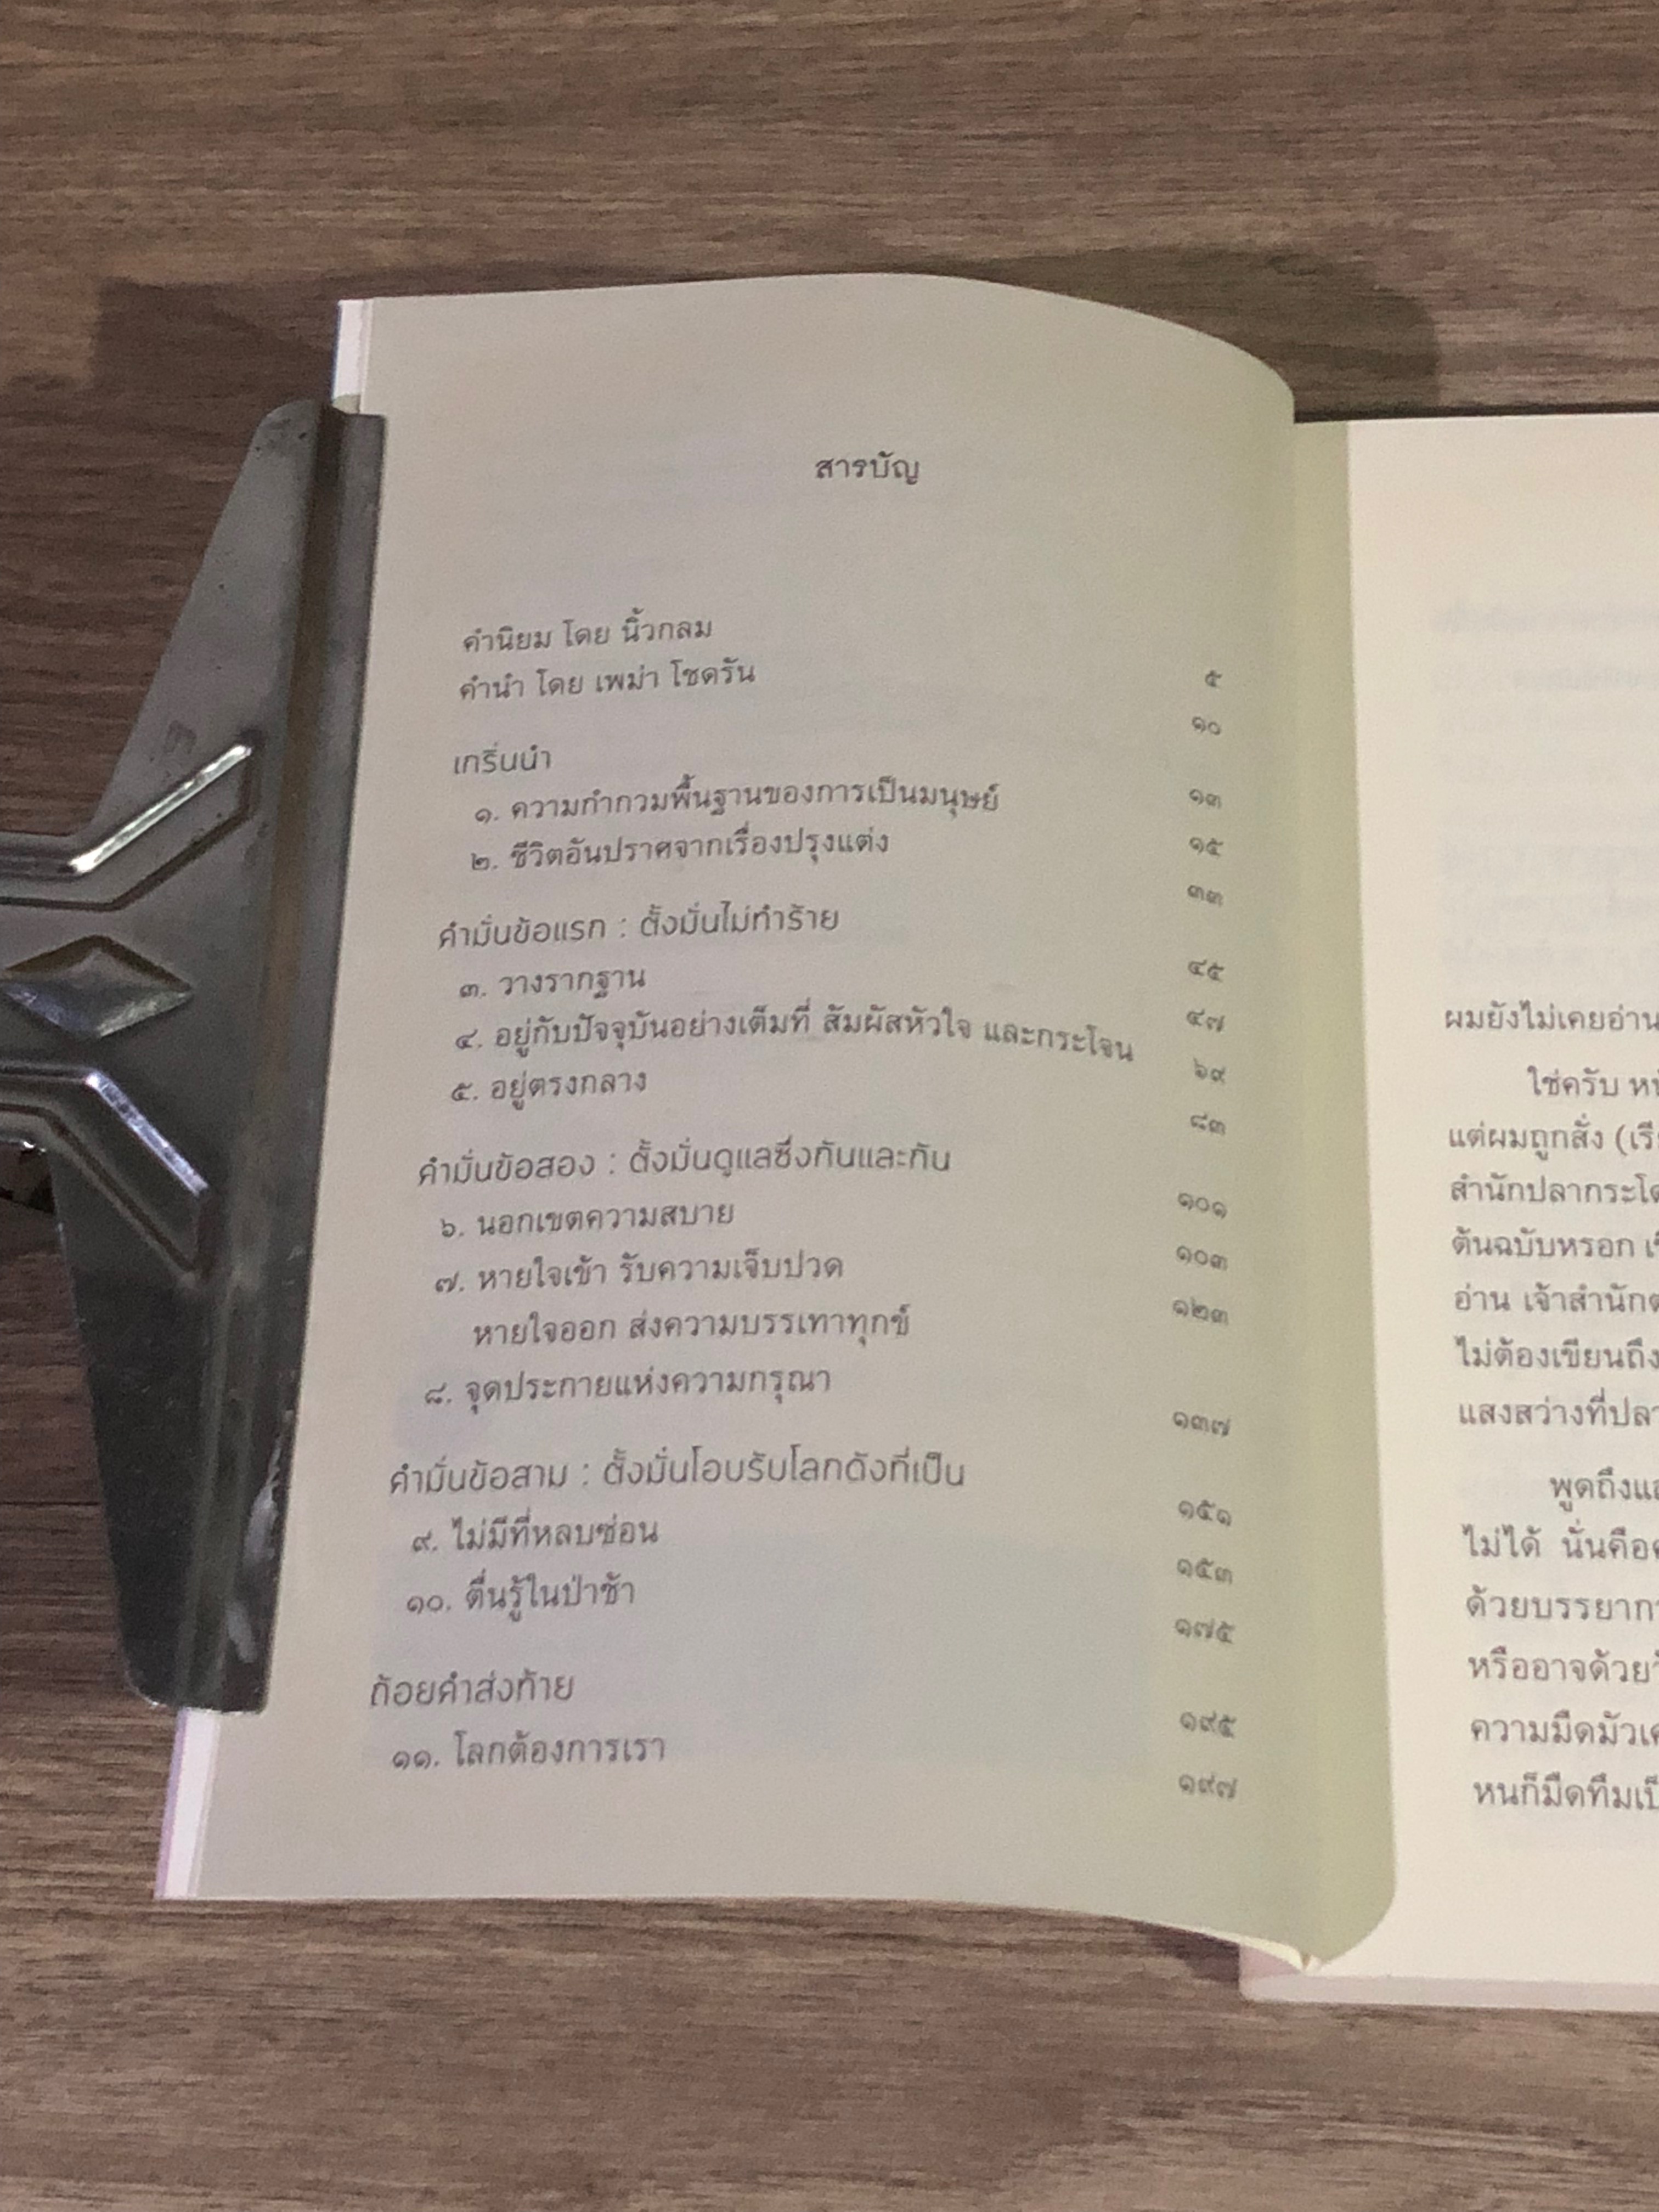 สารบัญ
คำนิยม โดย นิ้วกลม ๕
คำนำ โดย เพม่า โชดรัน ๑๐
เกริ่นนำ ๑๓
๑. ความกำกวมพื้นฐานของการเป็นมนุษย์ ๑๕
๒. ชีวิตอันปราศจากเรื่องปรุงแต่ง ๓๓
คำมั่นข้อแรก : ตั้งมั่นไม่ทำร้าย ๔๕
๓. วางรากฐาน ๔๗
๔. อยู่กับปัจจุบันอย่างเต็มที่ สัมผัสหัวใจ และกระโจน ๖๙
๕. อยู่ตรงกลาง ๘๓
คำมั่นข้อสอง : ตั้งมั่นดูแลซึ่งกันและกัน ๑๐๑
๖. นอกเขตความสบาย ๑๐๓
๗. หายใจเข้า รับความเจ็บปวด ๑๒๓
หายใจออก ส่งความบรรเทาทุกข์
๘. จุดประกายแห่งความกรุณา ๑๓๗
คำมั่นข้อสาม : ตั้งมั่นโอบรับโลกดังที่เป็น ๑๕๑
๙. ไม่มีที่หลบซ่อน ๑๕๓
๑๐. ตื่นรู้ในป่าช้า ๑๗๕
ถ้อยคำส่งท้าย ๑๙๕
๑๑. โลกต้องการเรา ๑๙๗
ผมยังไม่เคยอ่าน
ใช่ครับ
แต่ผมถูกสั่ง
สำนักปลากระโด
ต้นฉบับหรอก
อ่าน เจ้าสำนัก
ไม่ต้องเขียนถึง
แสงสว่างที่ปลา
พูดถึงแ
ไม่ได้ นั่นคือ
ด้วยบรรยาก
หรืออาจด้วย
ความมืดมัว
หนก็มืดทึมเป็